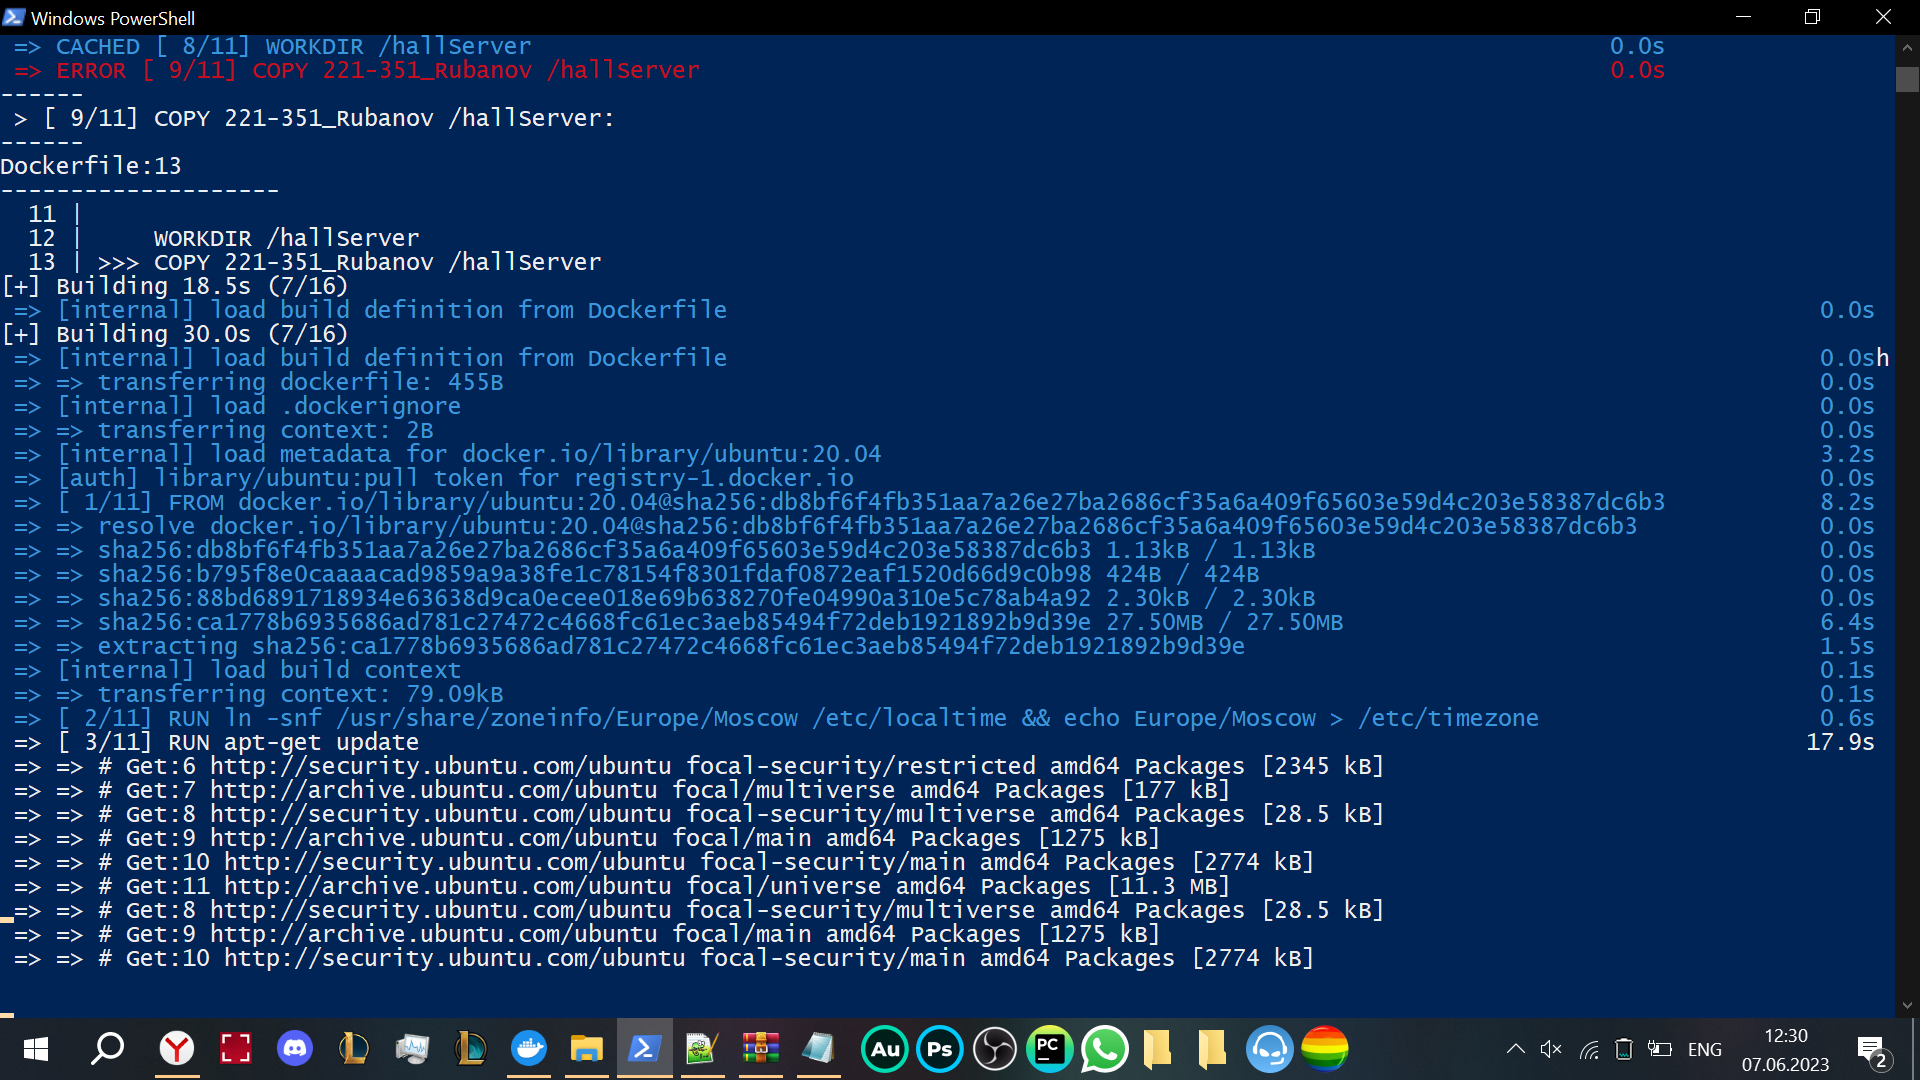 Windows PowerShell
=> CACHED [ 8/11] WORKDIR /hallServer 0.0s
=> ERROR [ 9/11] COPY 221-351_Rubanov /hallServer 0.0s
------
> [ 9/11] COPY 221-351_Rubanov /hallServer:
------
Dockerfile:13
--------------------
11 |
12 | WORKDIR /hallServer
13 | >>> COPY 221-351_Rubanov /hallServer
[+] Building 18.5s (7/16)
=> [internal] load build definition from Dockerfile 0.0s
[+] Building 30.0s (7/16)
=> [internal] load build definition from Dockerfile 0.0sh
=> => transferring dockerfile: 455B 0.0s
=> [internal] load .dockerignore 0.0s
=> => transferring context: 2B 0.0s
=> [internal] load metadata for docker.io/library/ubuntu:20.04 3.2s
=> [auth] library/ubuntu:pull token for registry-1.docker.io 0.0s
=> [ 1/11] FROM docker.io/library/ubuntu:20.04@sha256:db8bf6f4fb351aa7a26e27ba2686cf35a6a409f65603e59d4c203e58387dc6b3 8.2s
=> => resolve docker.io/library/ubuntu:20.04@sha256:db8bf6f4fb351aa7a26e27ba2686cf35a6a409f65603e59d4c203e58387dc6b3 0.0s
=> => sha256:db8bf6f4fb351aa7a26e27ba2686cf35a6a409f65603e59d4c203e58387dc6b3 1.13kB / 1.13kB 0.0s
=> => sha256:b795f8e0caaaacad9859a9a38fe1c78154f8301fdaf0872eaf1520d66d9c0b98 424B / 424B 0.0s
=> => sha256:88bd6891718934e63638d9ca0ecee018e69b638270fe04990a310e5c78ab4a92 2.30kB / 2.30kB 0.0s
=> => sha256:ca1778b6935686ad781c27472c4668fc61ec3aeb85494f72deb1921892b9d39e 27.50MB / 27.50MB 6.4s
=> => extracting sha256:ca1778b6935686ad781c27472c4668fc61ec3aeb85494f72deb1921892b9d39e 1.5s
=> [internal] load build context 0.1s
=> => transferring context: 79.09kB 0.1s
=> [ 2/11] RUN ln -snf /usr/share/zoneinfo/Europe/Moscow /etc/localtime && echo Europe/Moscow > /etc/timezone 0.6s
=> [ 3/11] RUN apt-get update 17.9s
=> => # Get:6 http://security.ubuntu.com/ubuntu focal-security/restricted amd64 Packages [2345 kB]
=> => # Get:7 http://archive.ubuntu.com/ubuntu focal/multiverse amd64 Packages [177 kB]
=> => # Get:8 http://security.ubuntu.com/ubuntu focal-security/multiverse amd64 Packages [28.5 kB]
=> => # Get:9 http://archive.ubuntu.com/ubuntu focal/main amd64 Packages [1275 kB]
=> => # Get:10 http://security.ubuntu.com/ubuntu focal-security/main amd64 Packages [2774 kB]
=> => # Get:11 http://archive.ubuntu.com/ubuntu focal/universe amd64 Packages [11.3 MB]
=> => # Get:8 http://security.ubuntu.com/ubuntu focal-security/multiverse amd64 Packages [28.5 kB]
=> => # Get:9 http://archive.ubuntu.com/ubuntu focal/main amd64 Packages [1275 kB]
=> => # Get:10 http://security.ubuntu.com/ubuntu focal-security/main amd64 Packages [2774 kB]
Au Ps PC ENG 12:30
07.06.2023 2